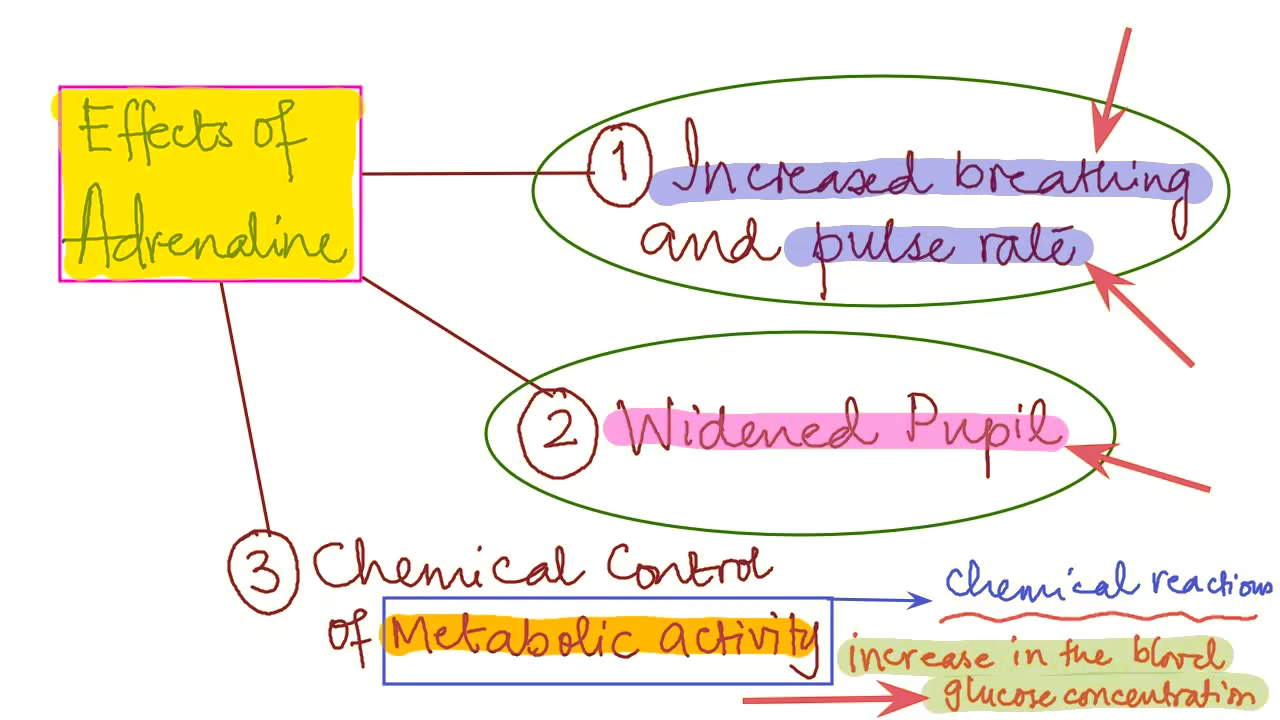 Effects of
Adrenaline
1 Increased breathing
and pulse rate
2 Widened Pupil
3 Chemical Control
of Metabolic activity
chemical reactions
increase in the blood
glucose concentration